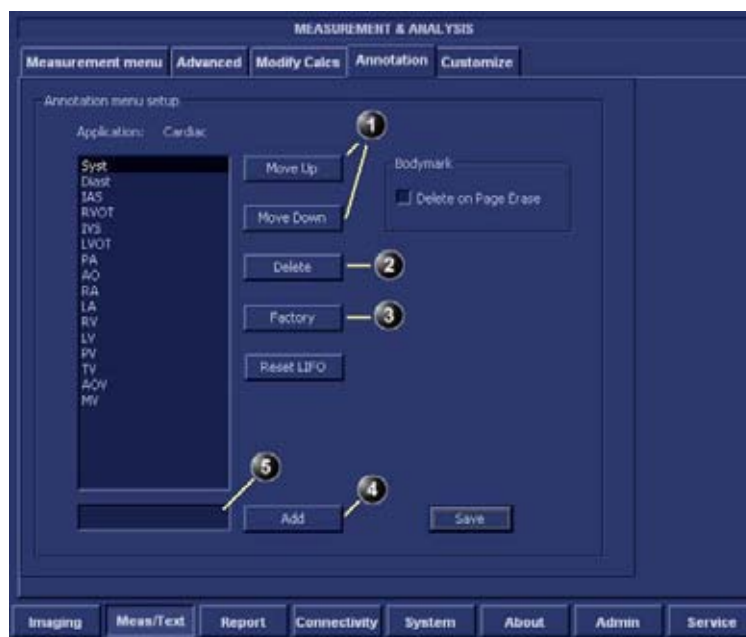 MEASUREMENT & ANALYSIS
Measurement menu Advanced Modify Calcs Annotation Customize
Annotation menu setup
Application: Cardiac
1
Syst
Diast
IAS
RVOT
IVS
LVOT
PA
AO
RA
LA
RV
LV
PV
TV
AOV
MV
Move Up
Move Down
Bodymark
Delete on Page Erase
Delete 2
Factory 3
Reset LIFO
5
4
Add
Save
Imaging Meas/Text Report Connectivity System About Admin Service